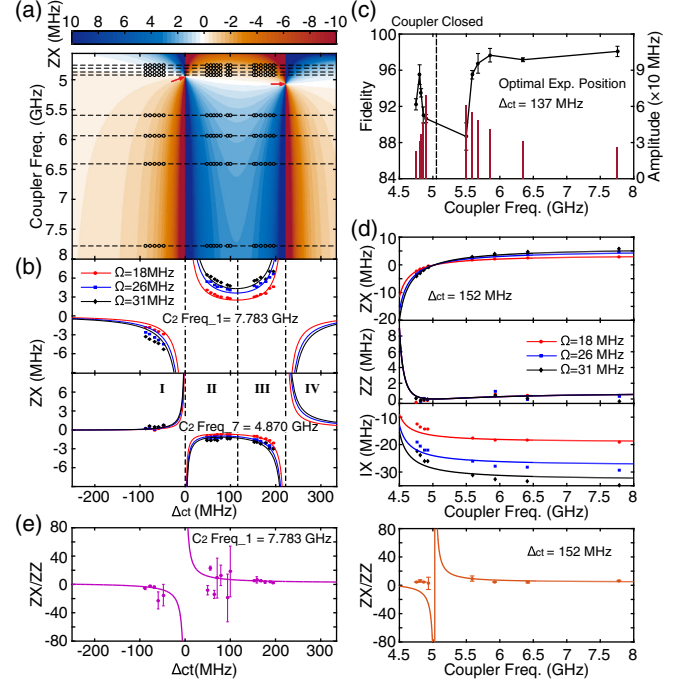 (a)
ZX (MHz)
10 8 6 4 2 0 -2 -4 -6 -8 -10
Coupler Freq. (GHz)
5
5.5
6
6.5
7
7.5
8
(b)
ZX (MHz)
6
3
0
-3
-6
Ω=18MHz
Ω=26MHz
Ω=31MHz
C2 Freq_1= 7.783 GHz
6
3
0
-3
-6
I II III IV
C2 Freq_7 = 4.870 GHz
-200 -100 0 100 200 300
Δct (MHz)
(c)
Coupler Closed
Fidelity
100
96
92
88
84
Optimal Exp. Position
Δct = 137 MHz
Amplitude (×10 MHz)
9
6
3
0
4.5 5 5.5 6 6.5 7 7.5 8
Coupler Freq. (GHz)
(d)
ZX (MHz)
10
0
-10
-20
Δct = 152 MHz
ZZ (MHz)
8
6
4
2
0
Ω=18 MHz
Ω=26 MHz
Ω=31 MHz
IX (MHz)
-10
-20
-30
4.5 5 5.5 6 6.5 7 7.5 8
Coupler Freq. (GHz)
(e)
ZX/ZZ
80
40
0
-40
-80
C2 Freq_1 = 7.783 GHz
-200 -100 0 100 200 300
Δct(MHz)
ZX/ZZ
80
40
0
-40
-80
Δct = 152 MHz
4.5 5 5.5 6 6.5 7 7.5 8
Coupler Freq. (GHz)